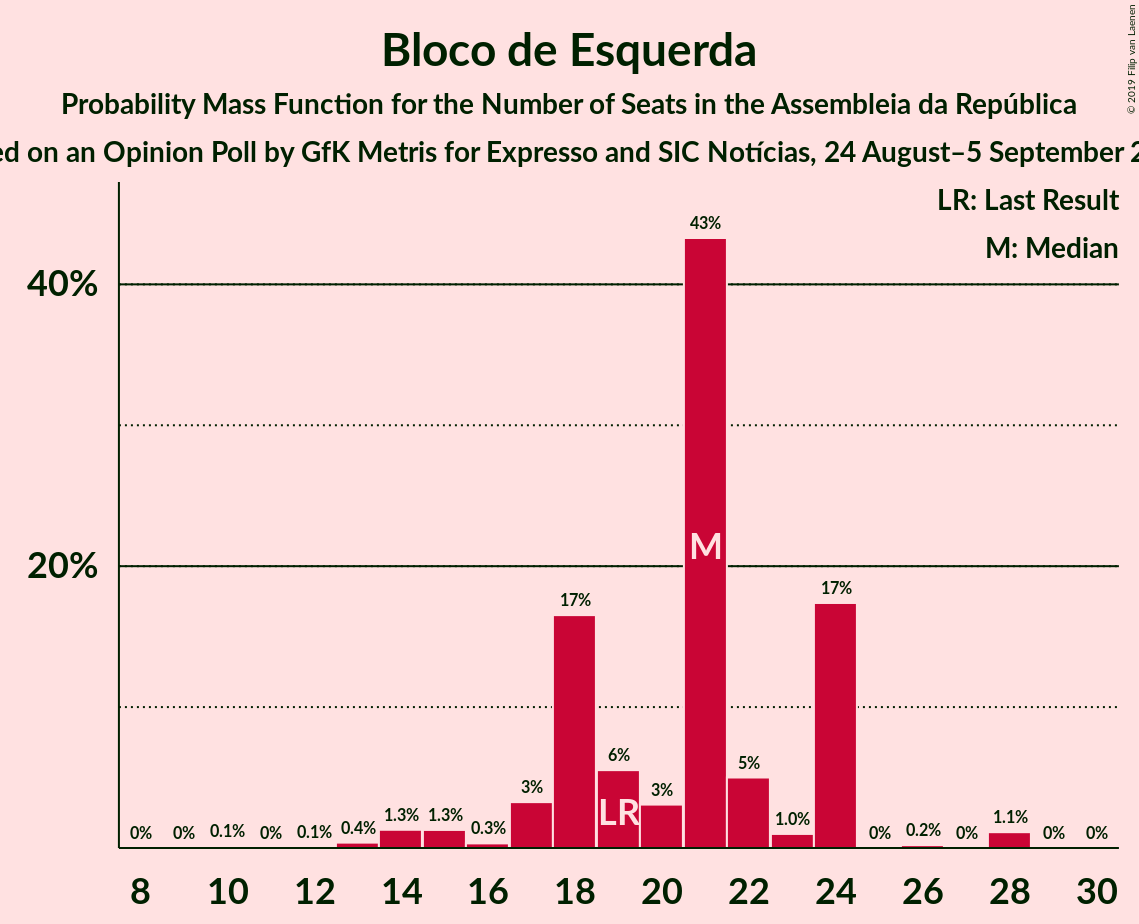 Bloco de Esquerda
Probability Mass Function for the Number of Seats in the Assembleia da República
on an Opinion Poll by GfK Metris for Expresso and SIC Notícias, 24 August–5 September
© 2019 Filip van Laenen
LR: Last Result
M: Median
43%
40%
M
20%
17%
17%
6%
5%
3%
3%
LR
0%
0%
0.1%
0%
0.1%
0.4%
1.3%
1.3%
0.3%
1.0%
0%
0.2%
0%
1.1%
0%
0%
8 10 12 14 16 18 20 22 24 26 28 30